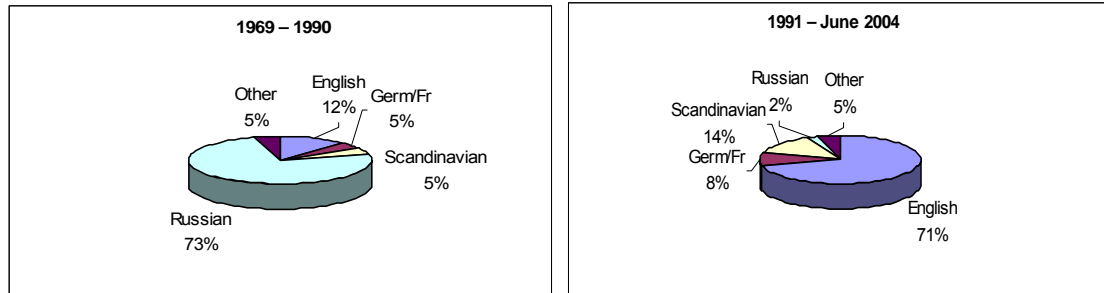 1969 – 1990
Other
5%
English
12%
Germ/Fr
5%
Scandinavian
5%
Russian
73%
1991 – June 2004
Russian
2%
Other
5%
Scandinavian
14%
Germ/Fr
8%
English
71%